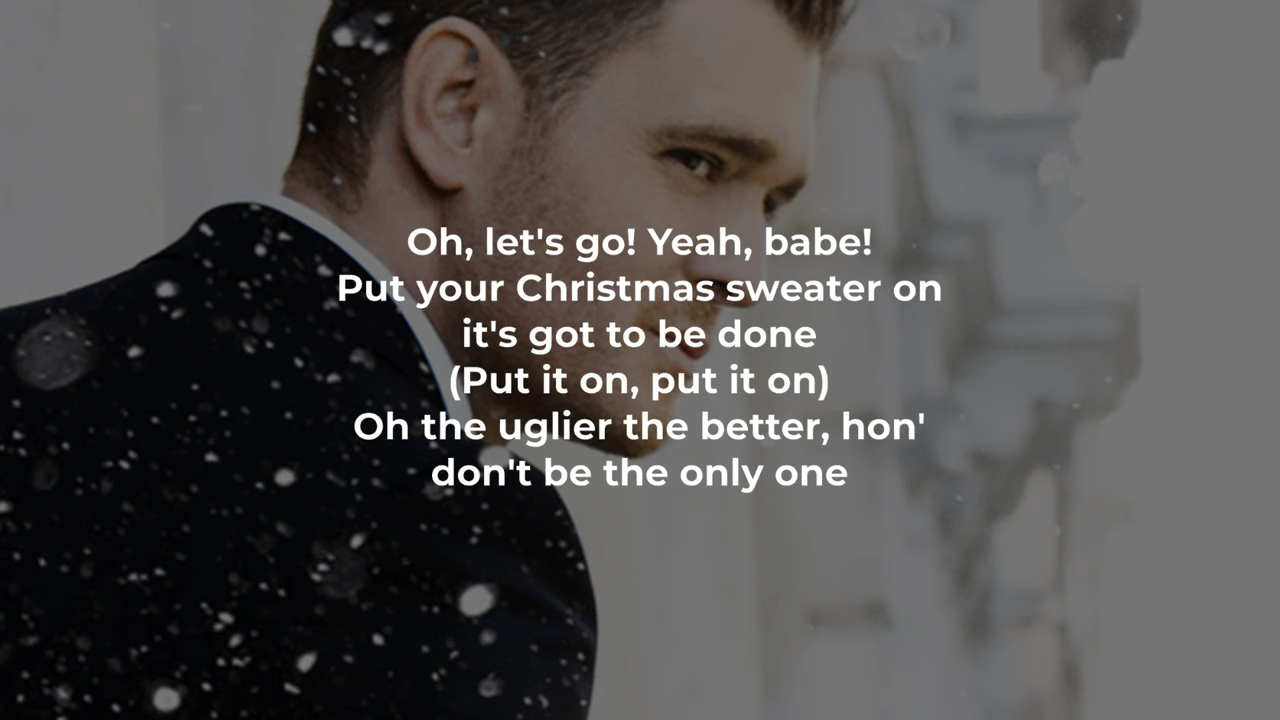 Oh, let's go! Yeah, babe!
Put your Christmas sweater on
it's got to be done
(Put it on, put it on)
Oh the uglier the better, hon'
don't be the only one